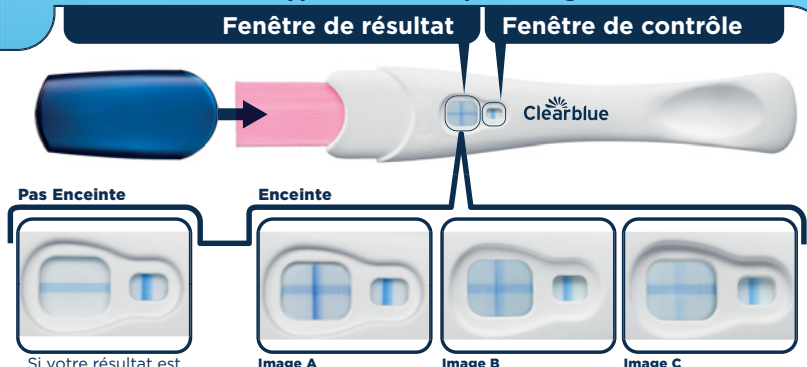 Fenêtre de résultat
Fenêtre de contrôle
Clearblue
Pas Enceinte
Enceinte
Si votre résultat est
Image A
Image B
Image C